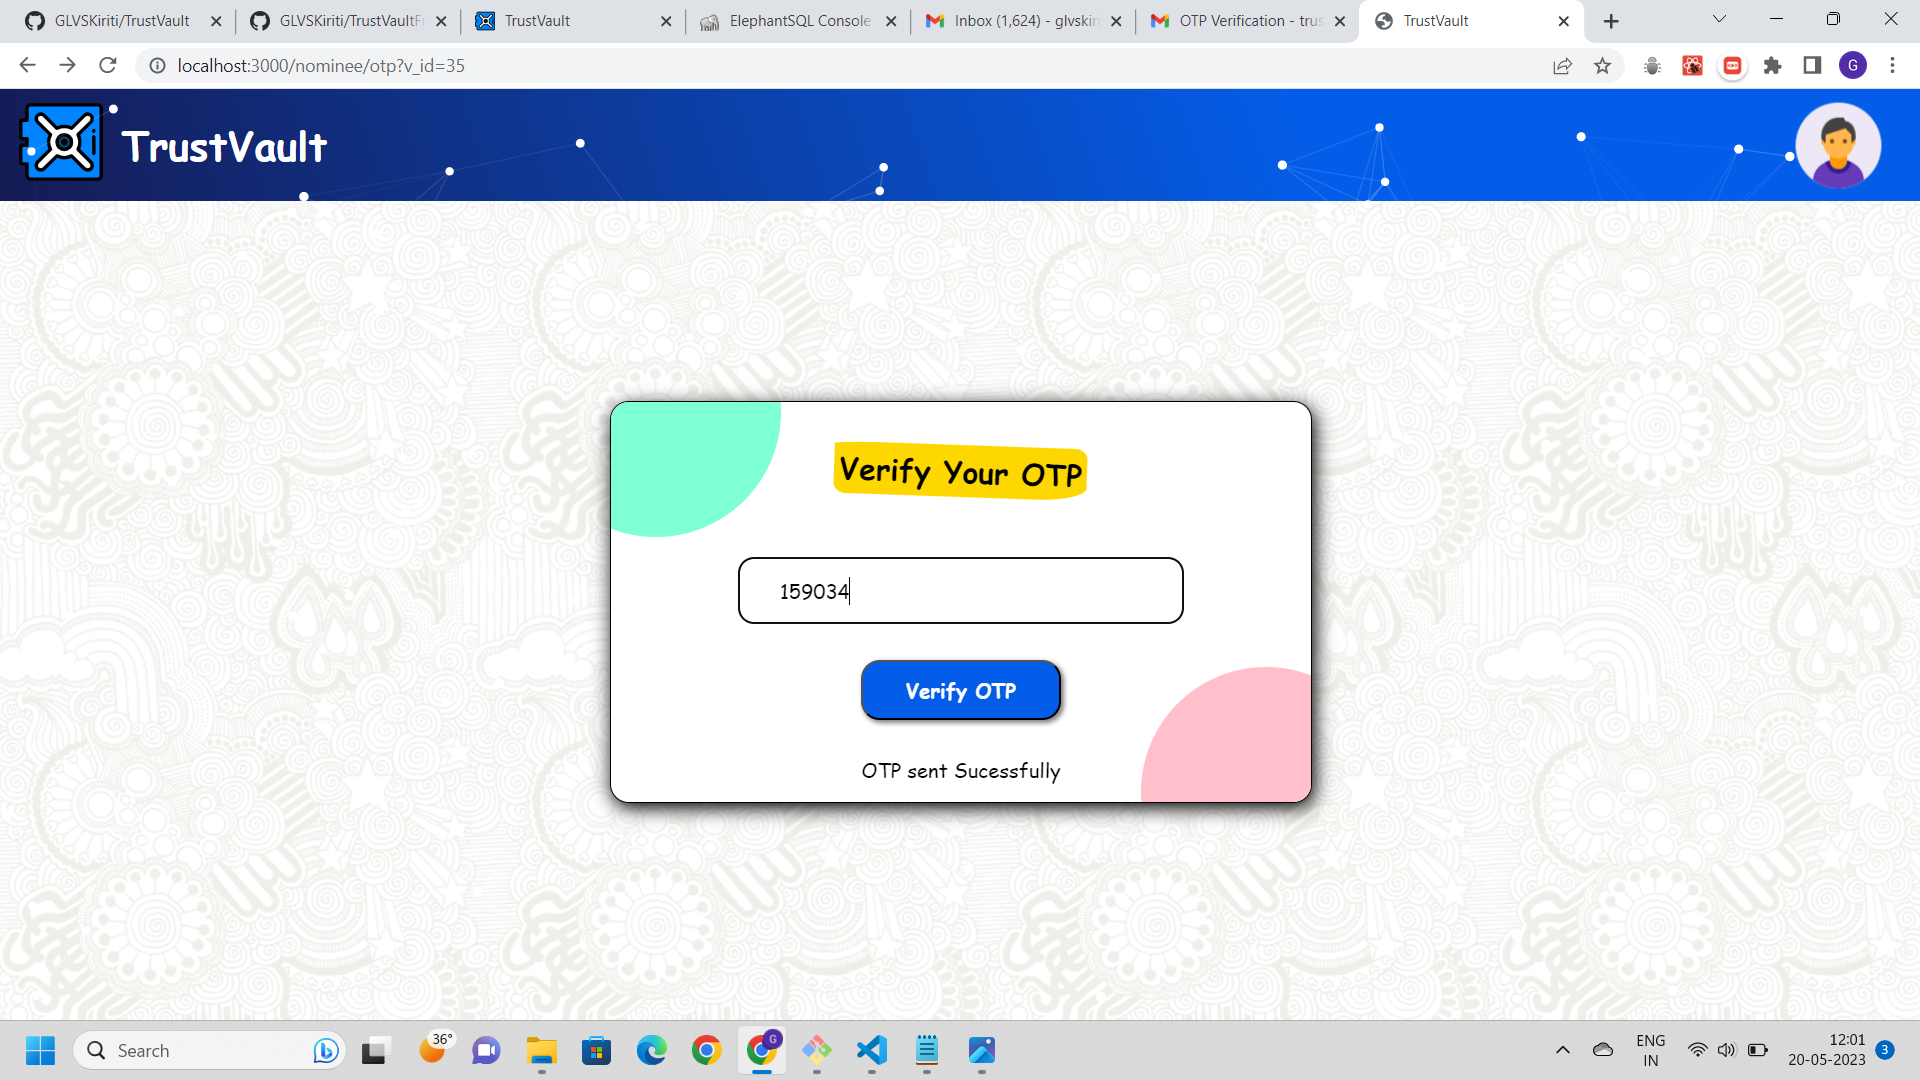 GLVSKiriti/TrustVault
GLVSKiriti/TrustVaultFr
TrustVault
ElephantSQL Console
Inbox (1,624) - glvskiri
OTP Verification - trus
TrustVault
localhost:3000/nominee/otp?v_id=35
G
TrustVault
Verify Your OTP
159034
Verify OTP
OTP sent Sucessfully
Search
36°
G
ENG
IN
12:01
20-05-2023
3